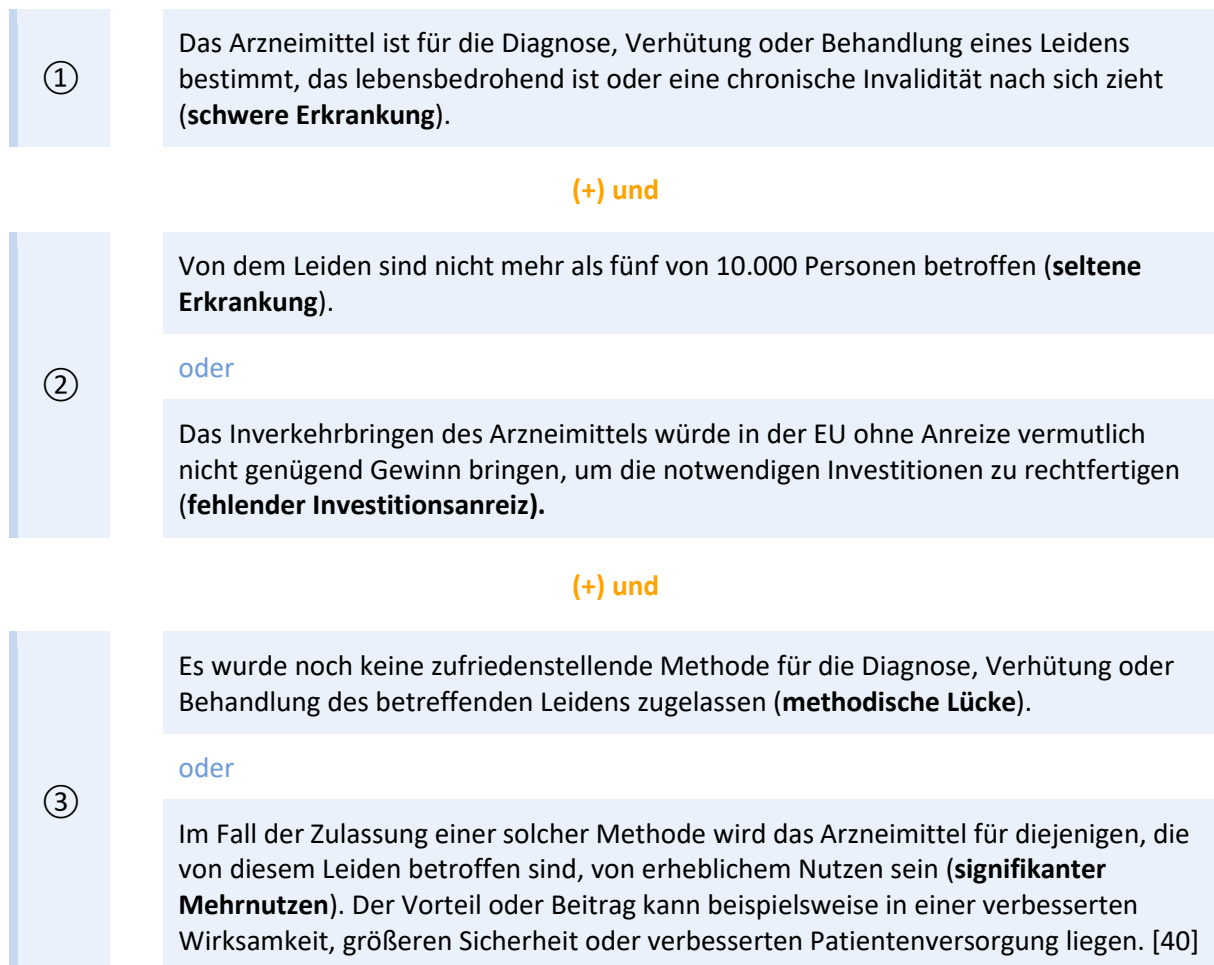 ①
Das Arzneimittel ist für die Diagnose, Verhütung oder Behandlung eines Leidens
bestimmt, das lebensbedrohend ist oder eine chronische Invalidität nach sich zieht
(schwere Erkrankung).
(+) und
②
Von dem Leiden sind nicht mehr als fünf von 10.000 Personen betroffen (seltene
Erkrankung).
oder
Das Inverkehrbringen des Arzneimittels würde in der EU ohne Anreize vermutlich
nicht genügend Gewinn bringen, um die notwendigen Investitionen zu rechtfertigen
(fehlender Investitionsanreiz).
(+) und
③
Es wurde noch keine zufriedenstellende Methode für die Diagnose, Verhütung oder
Behandlung des betreffenden Leidens zugelassen (methodische Lücke).
oder
Im Fall der Zulassung einer solcher Methode wird das Arzneimittel für diejenigen, die
von diesem Leiden betroffen sind, von erheblichem Nutzen sein (signifikanter
Mehrnutzen). Der Vorteil oder Beitrag kann beispielsweise in einer verbesserten
Wirksamkeit, größeren Sicherheit oder verbesserten Patientenversorgung liegen. [40]